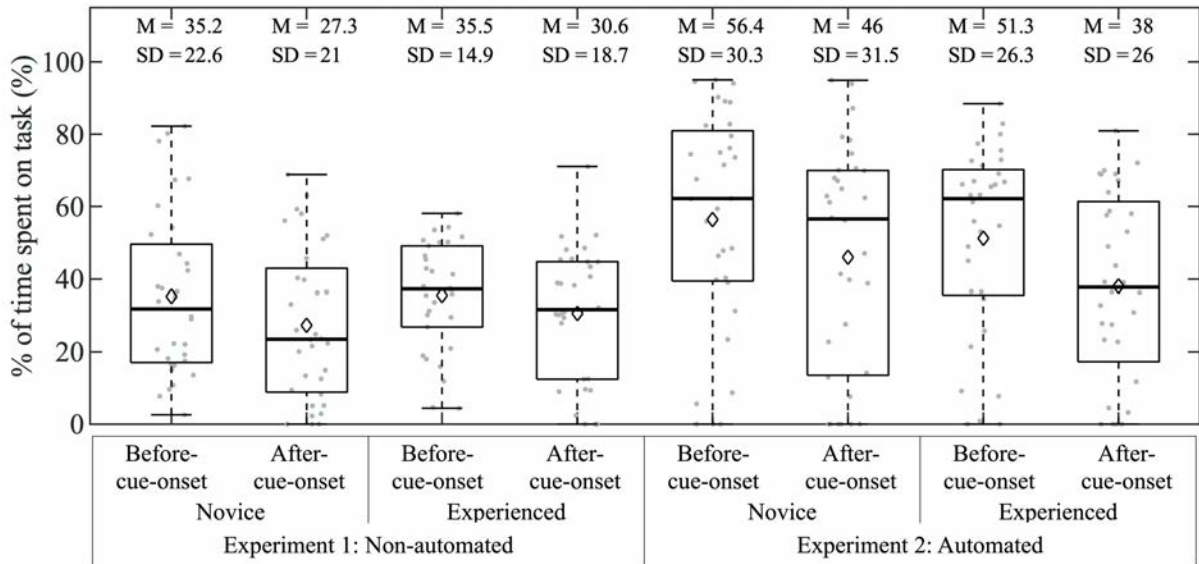 M = 35.2 M = 27.3 M = 35.5 M = 30.6 M = 56.4 M = 46 M = 51.3 M = 38
SD = 22.6 SD = 21 SD = 14.9 SD = 18.7 SD = 30.3 SD = 31.5 SD = 26.3 SD = 26
% of time spent on task (%)
100
80
60
40
20
0
Before- After- Before- After- Before- After- Before- After-
cue-onset cue-onset cue-onset cue-onset cue-onset cue-onset cue-onset cue-onset
Novice Experienced Novice Experienced
Experiment 1: Non-automated Experiment 2: Automated